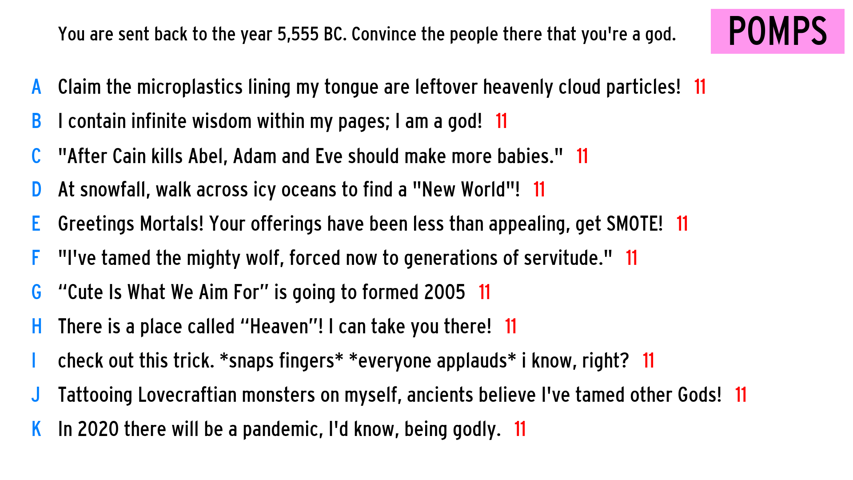 You are sent back to the year 5,555 BC. Convince the people there that you're a god.
POMPS
A Claim the microplastics lining my tongue are leftover heavenly cloud particles! 11
B I contain infinite wisdom within my pages; I am a god! 11
C "After Cain kills Abel, Adam and Eve should make more babies." 11
D At snowfall, walk across icy oceans to find a "New World"! 11
E Greetings Mortals! Your offerings have been less than appealing, get SMOTE! 11
F "I've tamed the mighty wolf, forced now to generations of servitude." 11
G “Cute Is What We Aim For” is going to formed 2005 11
H There is a place called “Heaven”! I can take you there! 11
I check out this trick. *snaps fingers* *everyone applauds* i know, right? 11
J Tattooing Lovecraftian monsters on myself, ancients believe I've tamed other Gods! 11
K In 2020 there will be a pandemic, I'd know, being godly. 11